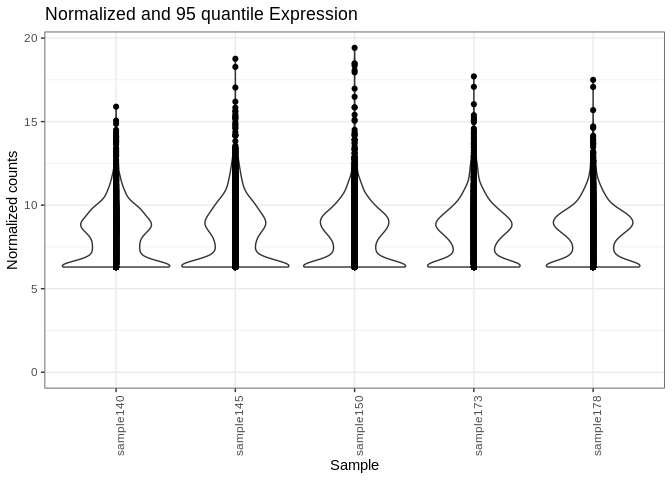 Normalized and 95 quantile Expression
20
15
10
5
0
Normalized counts
sample140
sample145
sample150
sample173
sample178
Sample